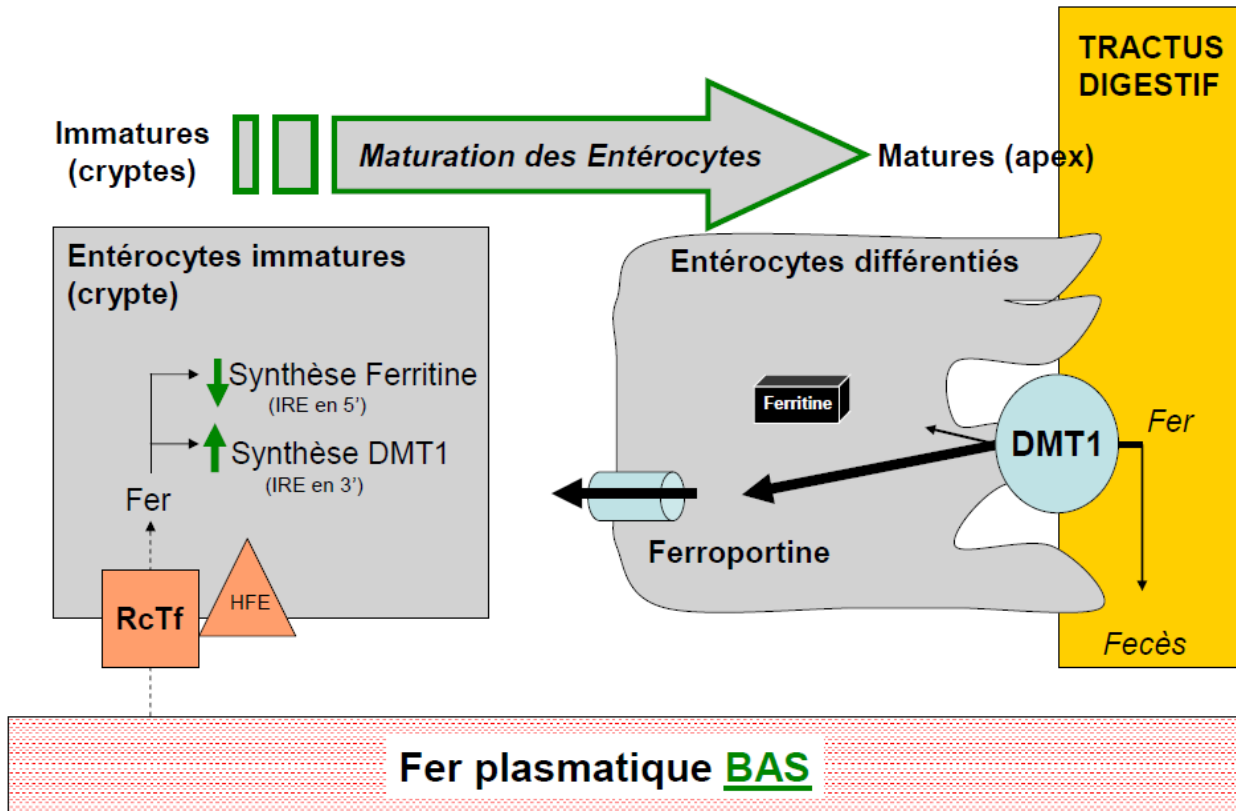 TRACTUS
DIGESTIF
Immatures
(cryptes)
Maturation des Entérocytes
Matures (apex)
Entérocytes immatures
(crypte)
Synthèse Ferritine
(IRE en 5’)
Synthèse DMT1
(IRE en 3’)
Fer
RcTf
HFE
Entérocytes différentiés
Ferritine
Ferroportine
DMT1
Fer
Fecès
Fer plasmatique BAS